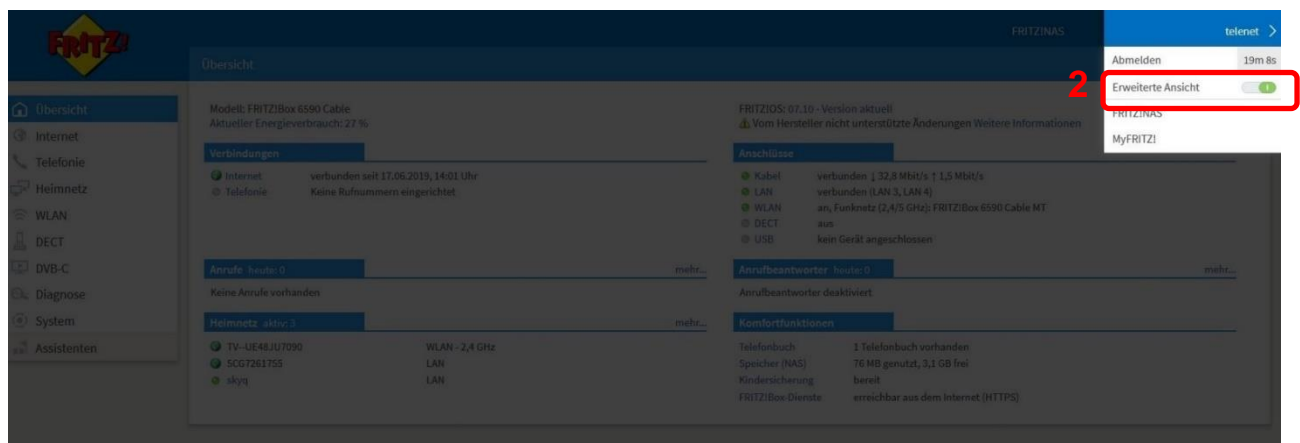 FRITZ!
FRITZ!NAS
telenet
Übersicht
Abmelden 19m 8s
2
Erweiterte Ansicht
FRITZ!NAS
MyFRITZ!
Übersicht
Internet
Telefonie
Heimnetz
WLAN
DECT
DVB-C
Diagnose
System
Assistenten
Modell: FRITZ!Box 6590 Cable
Aktueller Energieverbrauch: 27 %
FRITZ!OS: 07.10 - Version aktuell
Vom Hersteller nicht unterstützte Änderungen Weitere Informationen
Verbindungen
Internet verbunden seit 17.06.2019, 14:01 Uhr
Telefonie Keine Rufnummern eingerichtet
Anschlüsse
Kabel verbunden ↓ 32,8 Mbit/s ↑ 1,5 Mbit/s
LAN verbunden (LAN 3, LAN 4)
WLAN an, Funknetz (2,4/5 GHz): FRITZ!Box 6590 Cable MT
DECT aus
USB kein Gerät angeschlossen
Anrufe heute: 0 mehr...
Keine Anrufe vorhanden
Anrufbeantworter heute: 0 mehr...
Anrufbeantworter deaktiviert
Heimnetz aktiv: 3 mehr...
TV--UE48JU7090 WLAN - 2,4 GHz
SCG7261755 LAN
skyq LAN
Komfortfunktionen
Telefonbuch 1 Telefonbuch vorhanden
Speicher (NAS) 76 MB genutzt, 3,1 GB frei
Kindersicherung bereit
FRITZ!Box-Dienste erreichbar aus dem Internet (HTTPS)